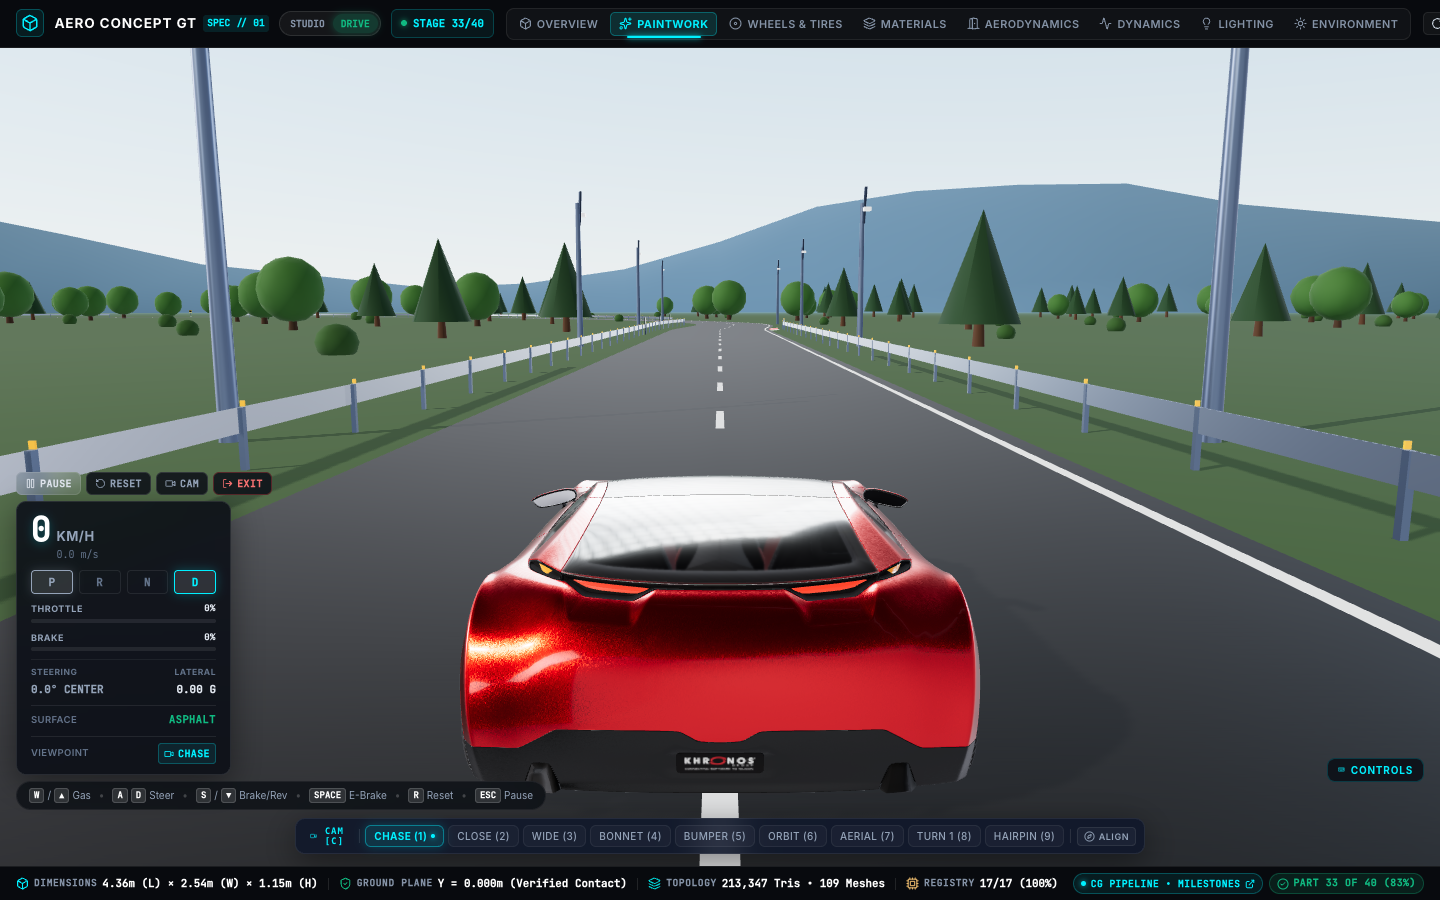 AERO CONCEPT GT SPEC // 01 STUDIO DRIVE STAGE 33/40 OVERVIEW PAINTWORK WHEELS & TIRES MATERIALS AERODYNAMICS DYNAMICS LIGHTING ENVIRONMENT
PAUSE RESET CAM EXIT
0 KM/H
0.0 m/s
P R N D
THROTTLE 0%
BRAKE 0%
STEERING LATERAL
0.0° CENTER 0.00 G
SURFACE ASPHALT
VIEWPOINT CHASE
KHRONOS
CONTROLS
W / ▲ Gas • A D Steer • S / ▼ Brake/Rev • SPACE E-Brake • R Reset • ESC Pause
CAM [C] CHASE (1) CLOSE (2) WIDE (3) BONNET (4) BUMPER (5) ORBIT (6) AERIAL (7) TURN 1 (8) HAIRPIN (9) ALIGN
DIMENSIONS 4.36m (L) × 2.54m (W) × 1.15m (H) GROUND PLANE Y = 0.000m (Verified Contact) TOPOLOGY 213,347 Tris • 109 Meshes REGISTRY 17/17 (100%) CG PIPELINE • MILESTONES PART 33 OF 40 (83%)